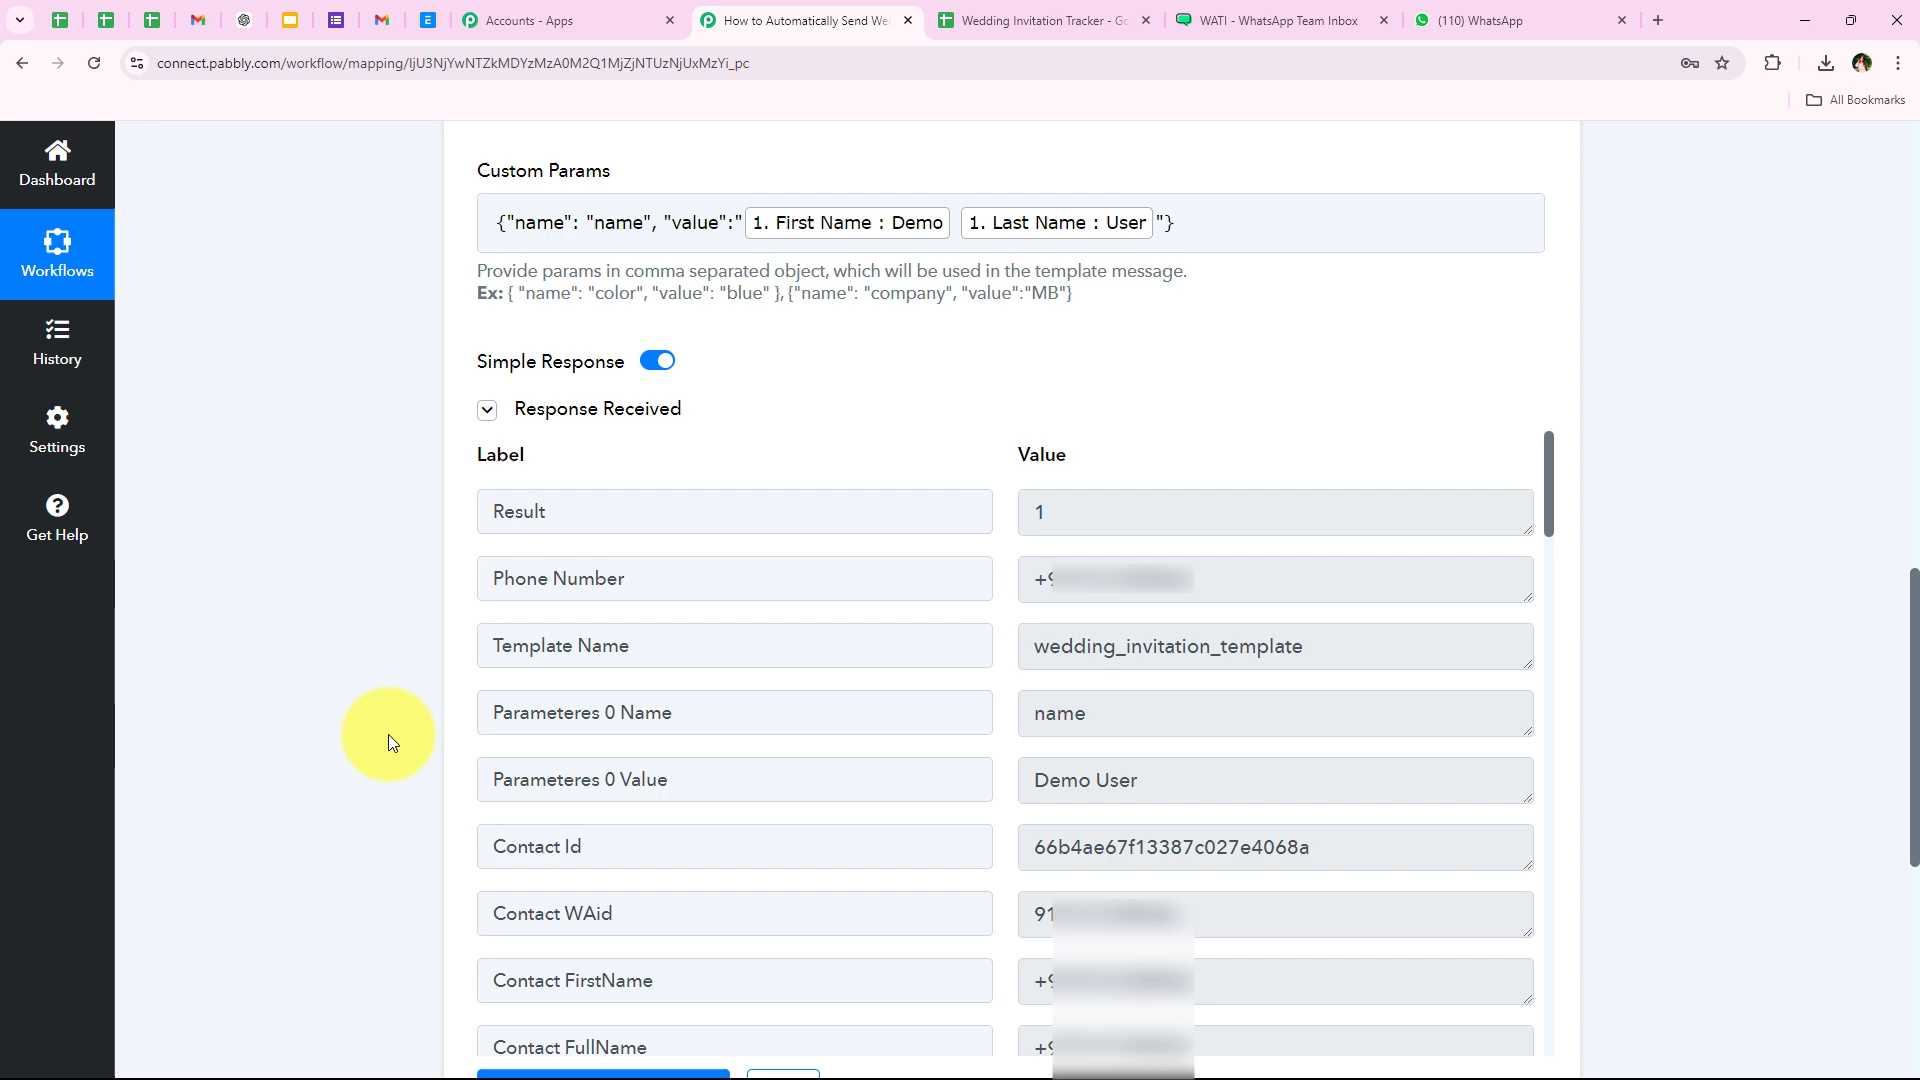 Accounts - Apps
How to Automatically Send We
Wedding Invitation Tracker - Go
WATI - WhatsApp Team Inbox
(110) WhatsApp
connect.pabbly.com/workflow/mapping/IjU3NjYwNTZkMDYzMzA0M2Q1MjZjNTUzNjUxMzYi_pc
All Bookmarks
Dashboard
Workflows
History
Settings
Get Help
Custom Params
{"name": "name", "value":" 1. First Name : Demo 1. Last Name : User "}
Provide params in comma separated object, which will be used in the template message.
Ex: { "name": "color", "value": "blue" },{"name": "company", "value":"MB"}
Simple Response
Response Received
Label Value
Result 1
Phone Number +9
Template Name wedding_invitation_template
Parameteres 0 Name name
Parameteres 0 Value Demo User
Contact Id 66b4ae67f13387c027e4068a
Contact WAid 91
Contact FirstName +9
Contact FullName +9